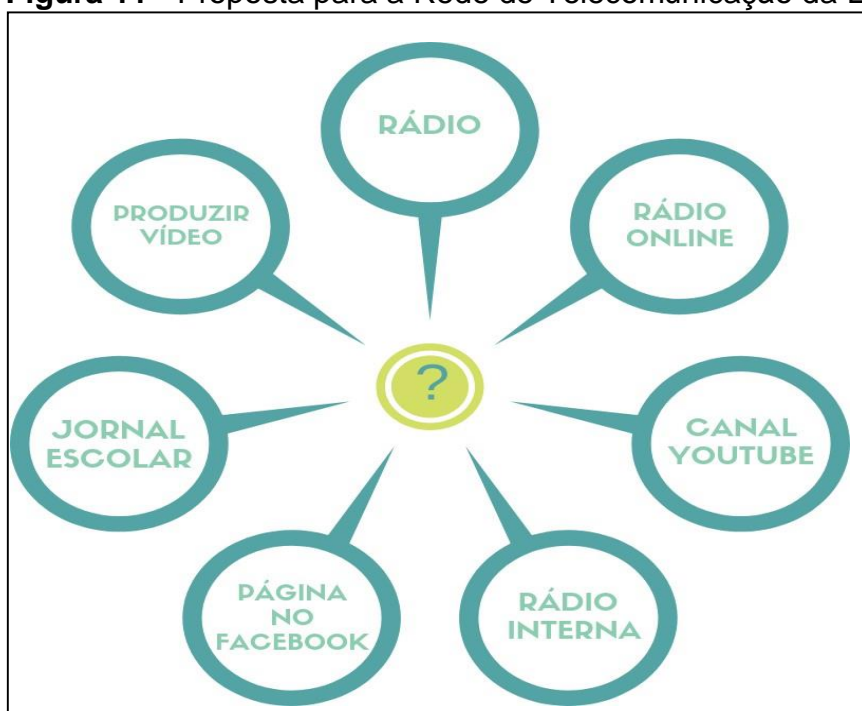 Proposta para a Rede de Telecomunicação da
RÁDIO
PRODUZIR
VÍDEO
RÁDIO
ONLINE
?
JORNAL
ESCOLAR
CANAL
YOUTUBE
PÁGINA
NO
FACEBOOK
RÁDIO
INTERNA